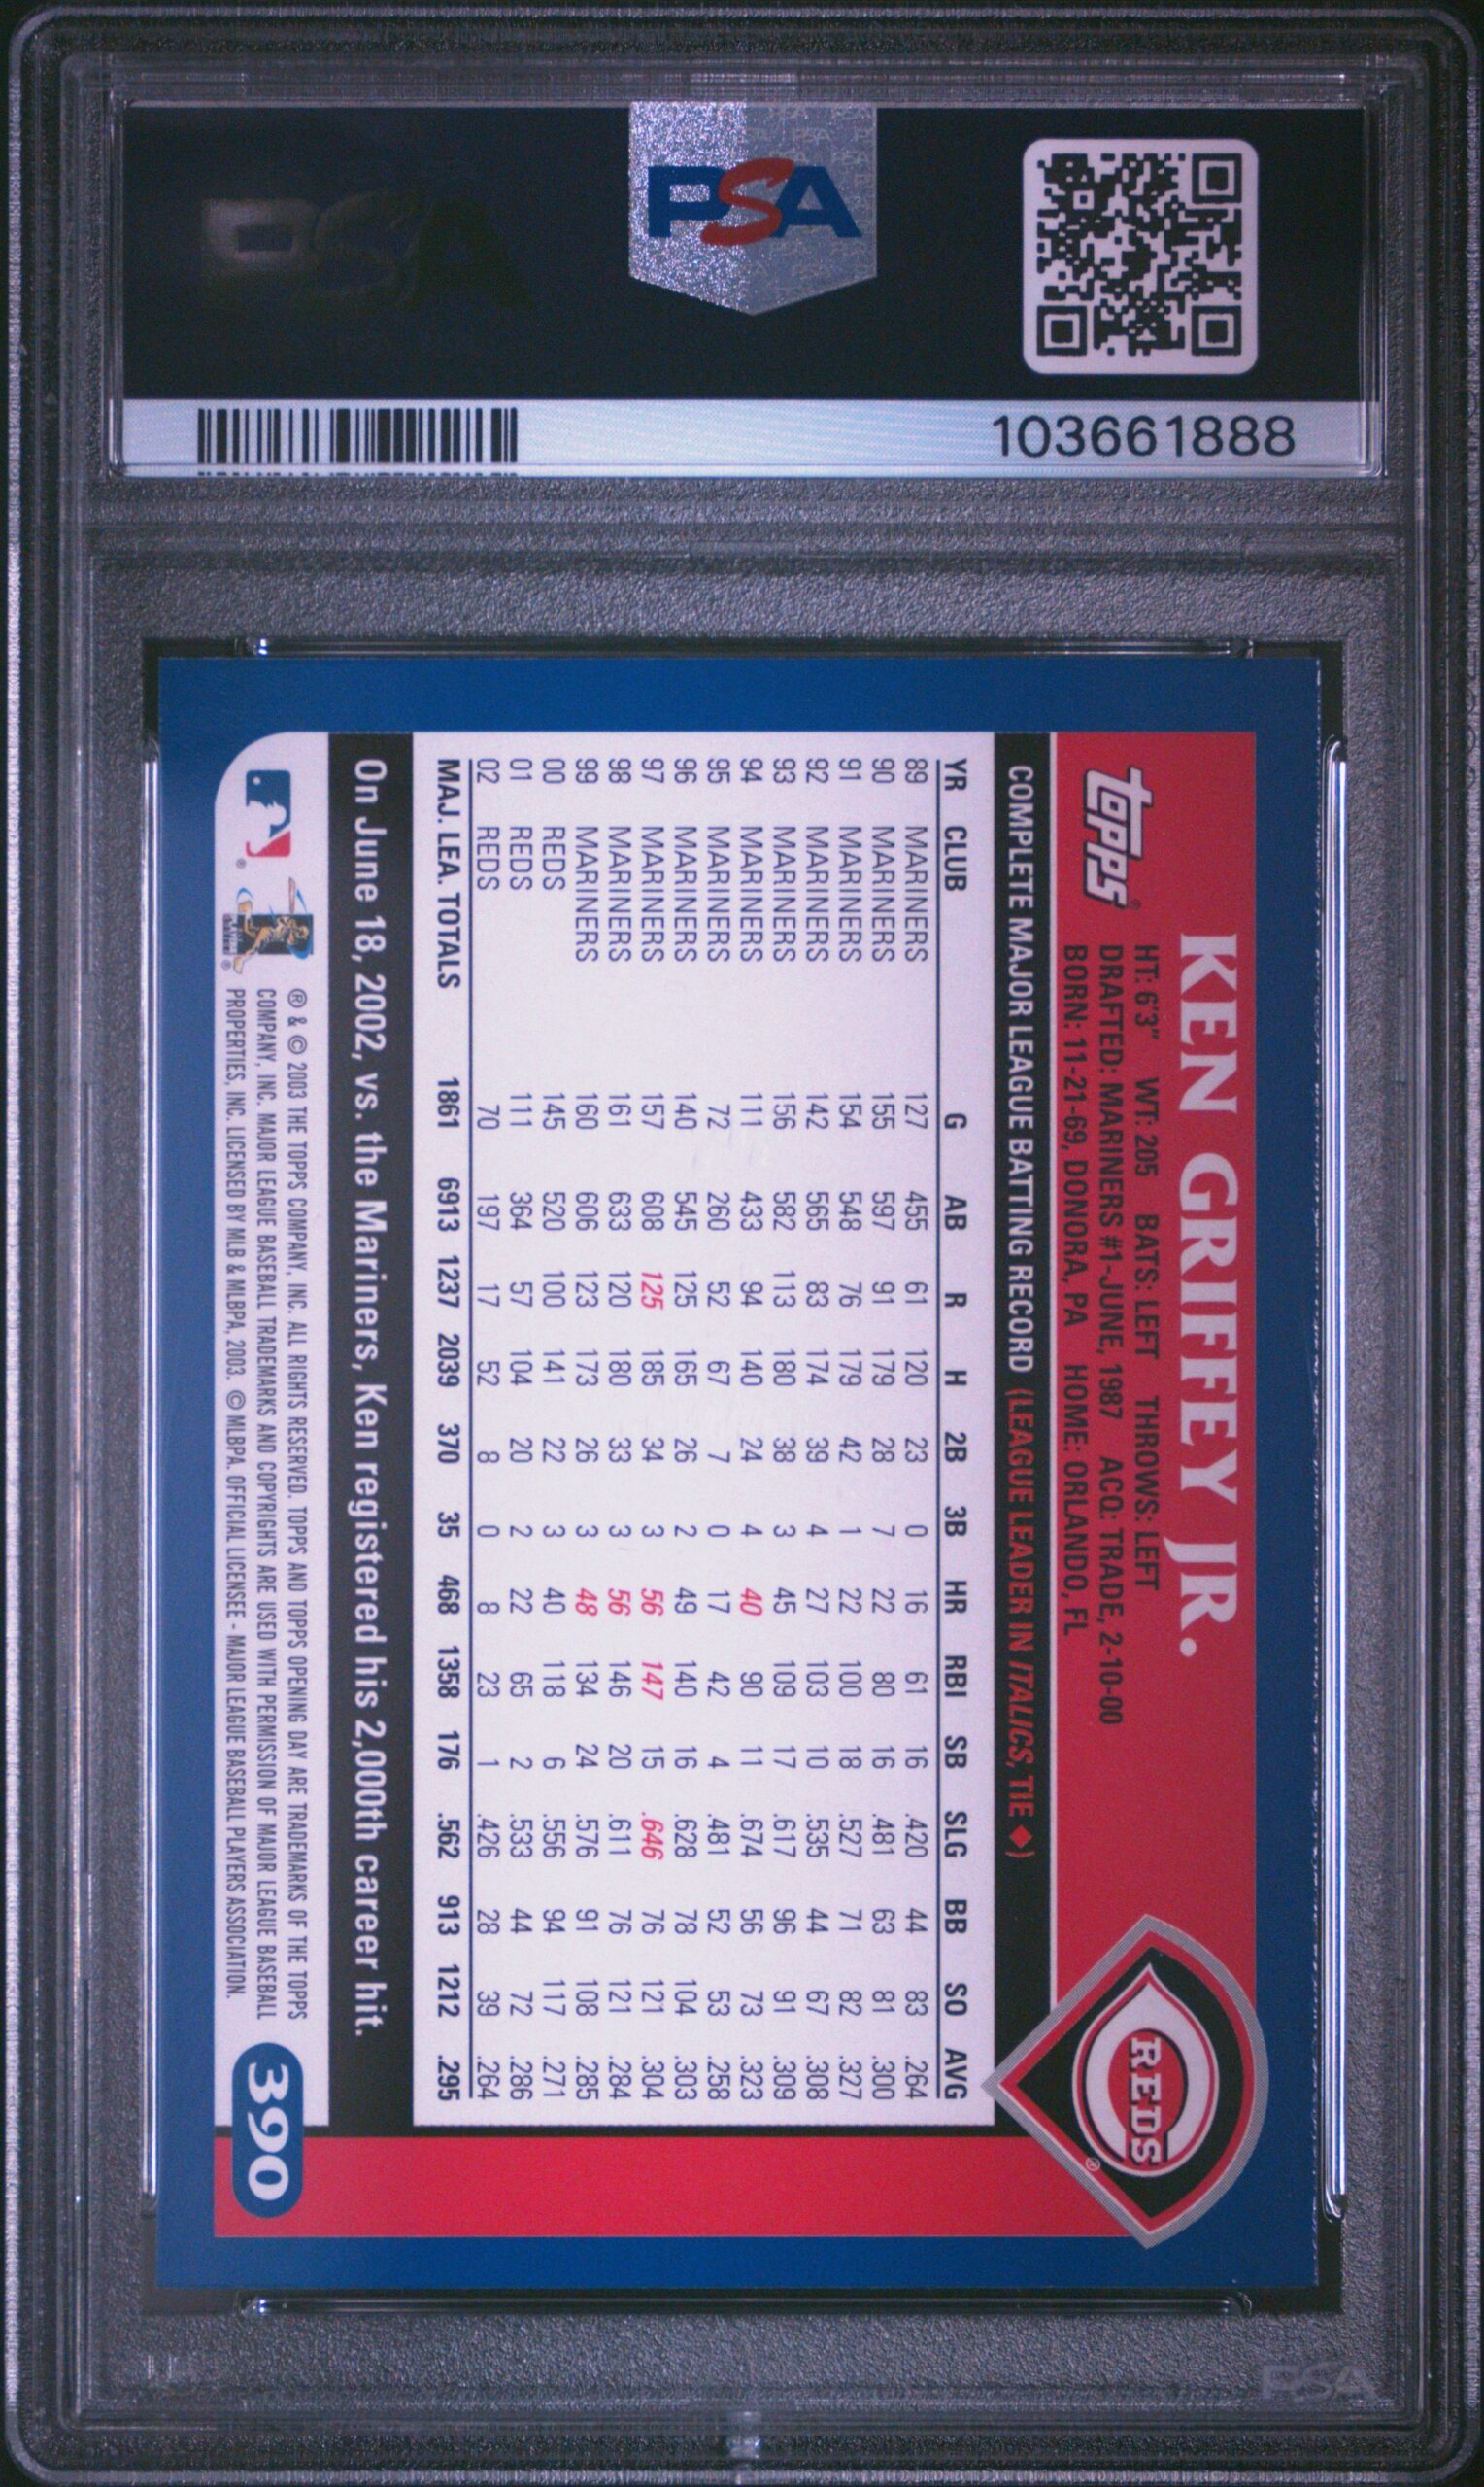 PSA
103661888
KEN GRIFFEY JR.
topps®
HT: 6'3" WT: 205 BATS: LEFT THROWS: LEFT
DRAFTED: MARINERS #1-JUNE, 1987 ACQ: TRADE, 2-10-00
BORN: 11-21-69, DONORA, PA HOME: ORLANDO, FL
REDS
®
COMPLETE MAJOR LEAGUE BATTING RECORD (LEAGUE LEADER IN ITALICS, TIE ♦)
YR CLUB G AB R H 2B 3B HR RBI SB SLG BB SO AVG
89 MARINERS 127 455 61 120 23 0 16 61 16 .420 44 83 .264
90 MARINERS 155 597 91 179 28 7 22 80 16 .481 63 81 .300
91 MARINERS 154 548 76 179 42 1 22 100 18 .527 71 82 .327
92 MARINERS 142 565 83 174 39 4 27 103 10 .535 44 67 .308
93 MARINERS 156 582 113 180 38 3 45 109 17 .617 96 91 .309
94 MARINERS 111 433 94 140 24 4 40 90 11 .674 56 73 .323
95 MARINERS 72 260 52 67 7 0 17 42 4 .481 52 53 .258
96 MARINERS 140 545 125 165 26 2 49 140 16 .628 78 104 .303
97 MARINERS 157 608 125 185 34 3 56 147 15 .646 76 121 .304
98 MARINERS 161 633 120 180 33 3 56 146 20 .611 76 121 .284
99 MARINERS 160 606 123 173 26 3 48 134 24 .576 91 108 .285
00 REDS 145 520 100 141 22 3 40 118 6 .556 94 117 .271
01 REDS 111 364 57 104 20 2 22 65 2 .533 44 72 .286
02 REDS 70 197 17 52 8 0 8 23 1 .426 28 39 .264
MAJ. LEA. TOTALS 1861 6913 1237 2039 370 35 468 1358 176 .562 913 1212 .295
On June 18, 2002, vs. the Mariners, Ken registered his 2,000th career hit.
® & © 2003 THE TOPPS COMPANY, INC. ALL RIGHTS RESERVED. TOPPS AND TOPPS OPENING DAY ARE TRADEMARKS OF THE TOPPS
COMPANY, INC. MAJOR LEAGUE BASEBALL TRADEMARKS AND COPYRIGHTS ARE USED WITH PERMISSION OF MAJOR LEAGUE BASEBALL
PROPERTIES, INC. LICENSED BY MLB & MLBPA, 2003. © MLBPA. OFFICIAL LICENSEE - MAJOR LEAGUE BASEBALL PLAYERS ASSOCIATION.
390
PSA